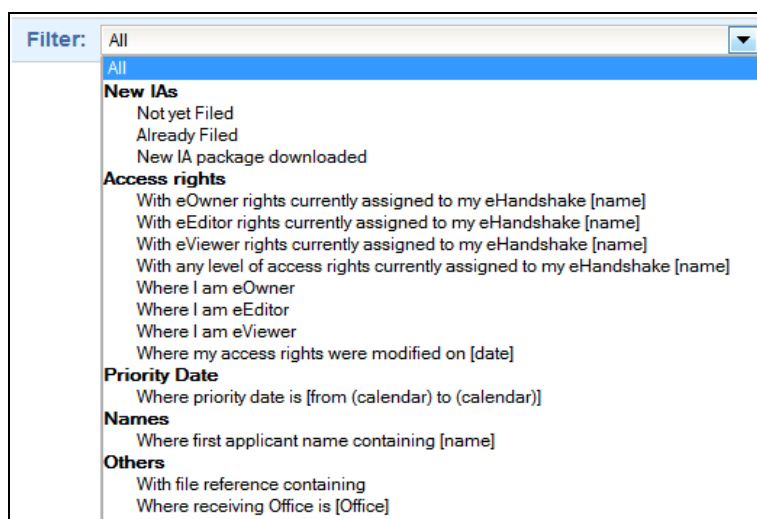 Filter: All
All
New IAs
Not yet Filed
Already Filed
New IA package downloaded
Access rights
With eOwner rights currently assigned to my eHandshake [name]
With eEditor rights currently assigned to my eHandshake [name]
With eViewer rights currently assigned to my eHandshake [name]
With any level of access rights currently assigned to my eHandshake [name]
Where I am eOwner
Where I am eEditor
Where I am eViewer
Where my access rights were modified on [date]
Priority Date
Where priority date is [from (calendar) to (calendar)]
Names
Where first applicant name containing [name]
Others
With file reference containing
Where receiving Office is [Office]